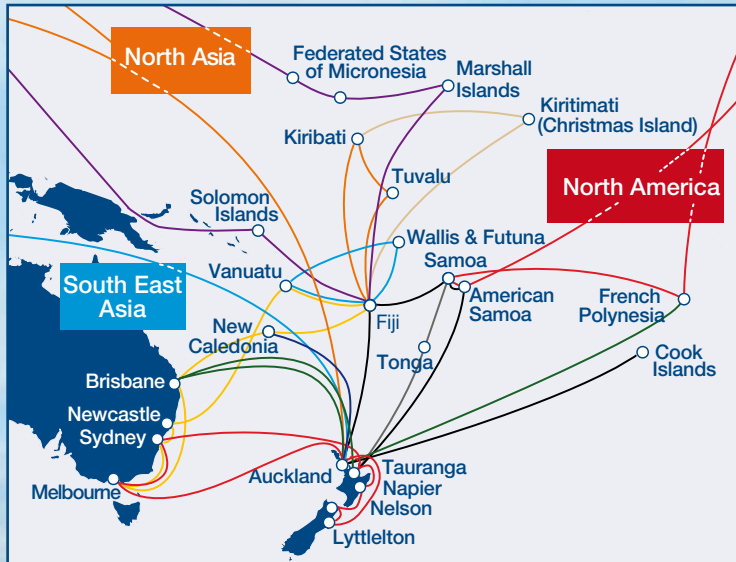 North Asia
Federated States
of Micronesia
Marshall
Islands
Kiritimati
(Christmas Island)
Kiribati
Tuvalu
North America
Solomon
Islands
Wallis & Futuna
Samoa
Vanuatu
South East
Asia
American
Samoa
French
Polynesia
Fiji
New
Caledonia
Tonga
Cook
Islands
Brisbane
Newcastle
Sydney
Auckland
Tauranga
Napier
Melbourne
Nelson
Lyttlelton